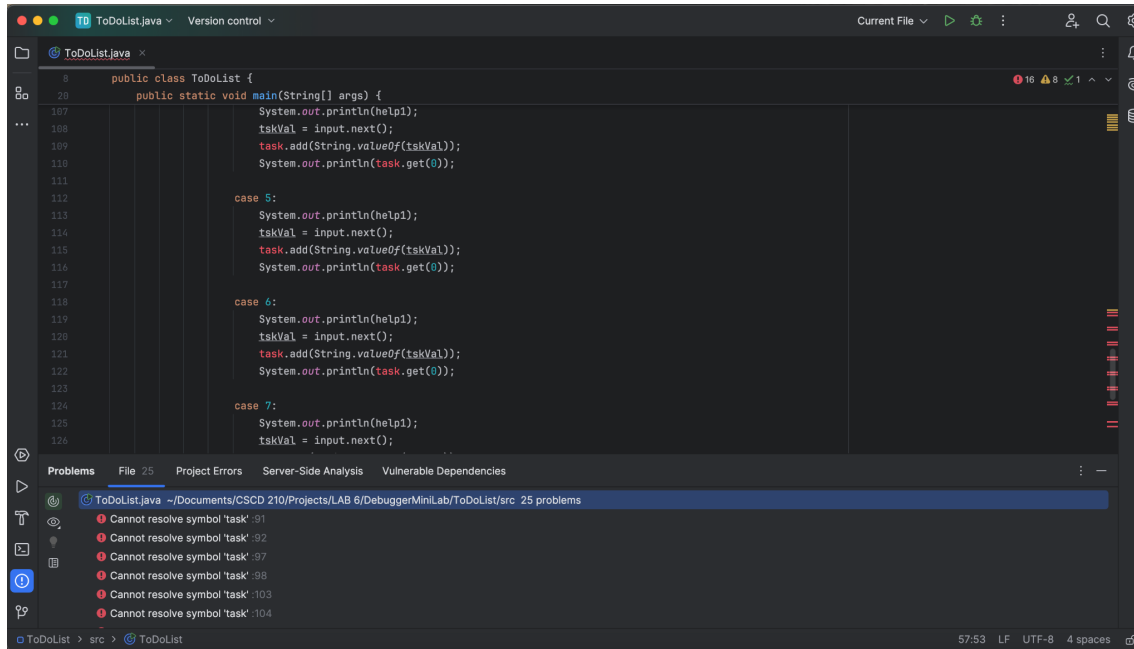 TD ToDoList.java Version control Current File
ToDoList.java
8 public class ToDoList { 16 8 1
20 public static void main(String[] args) {
107 System.out.println(help1);
108 tskVal = input.next();
109 task.add(String.valueOf(tskVal));
110 System.out.println(task.get(0));
111
112 case 5:
113 System.out.println(help1);
114 tskVal = input.next();
115 task.add(String.valueOf(tskVal));
116 System.out.println(task.get(0));
117
118 case 6:
119 System.out.println(help1);
120 tskVal = input.next();
121 task.add(String.valueOf(tskVal));
122 System.out.println(task.get(0));
123
124 case 7:
125 System.out.println(help1);
126 tskVal = input.next();
Problems File 25 Project Errors Server-Side Analysis Vulnerable Dependencies
ToDoList.java ~/Documents/CSCD 210/Projects/LAB 6/DebuggerMiniLab/ToDoList/src 25 problems
Cannot resolve symbol 'task' :91
Cannot resolve symbol 'task' :92
Cannot resolve symbol 'task' :97
Cannot resolve symbol 'task' :98
Cannot resolve symbol 'task' :103
Cannot resolve symbol 'task' :104
ToDoList > src > ToDoList 57:53 LF UTF-8 4 spaces